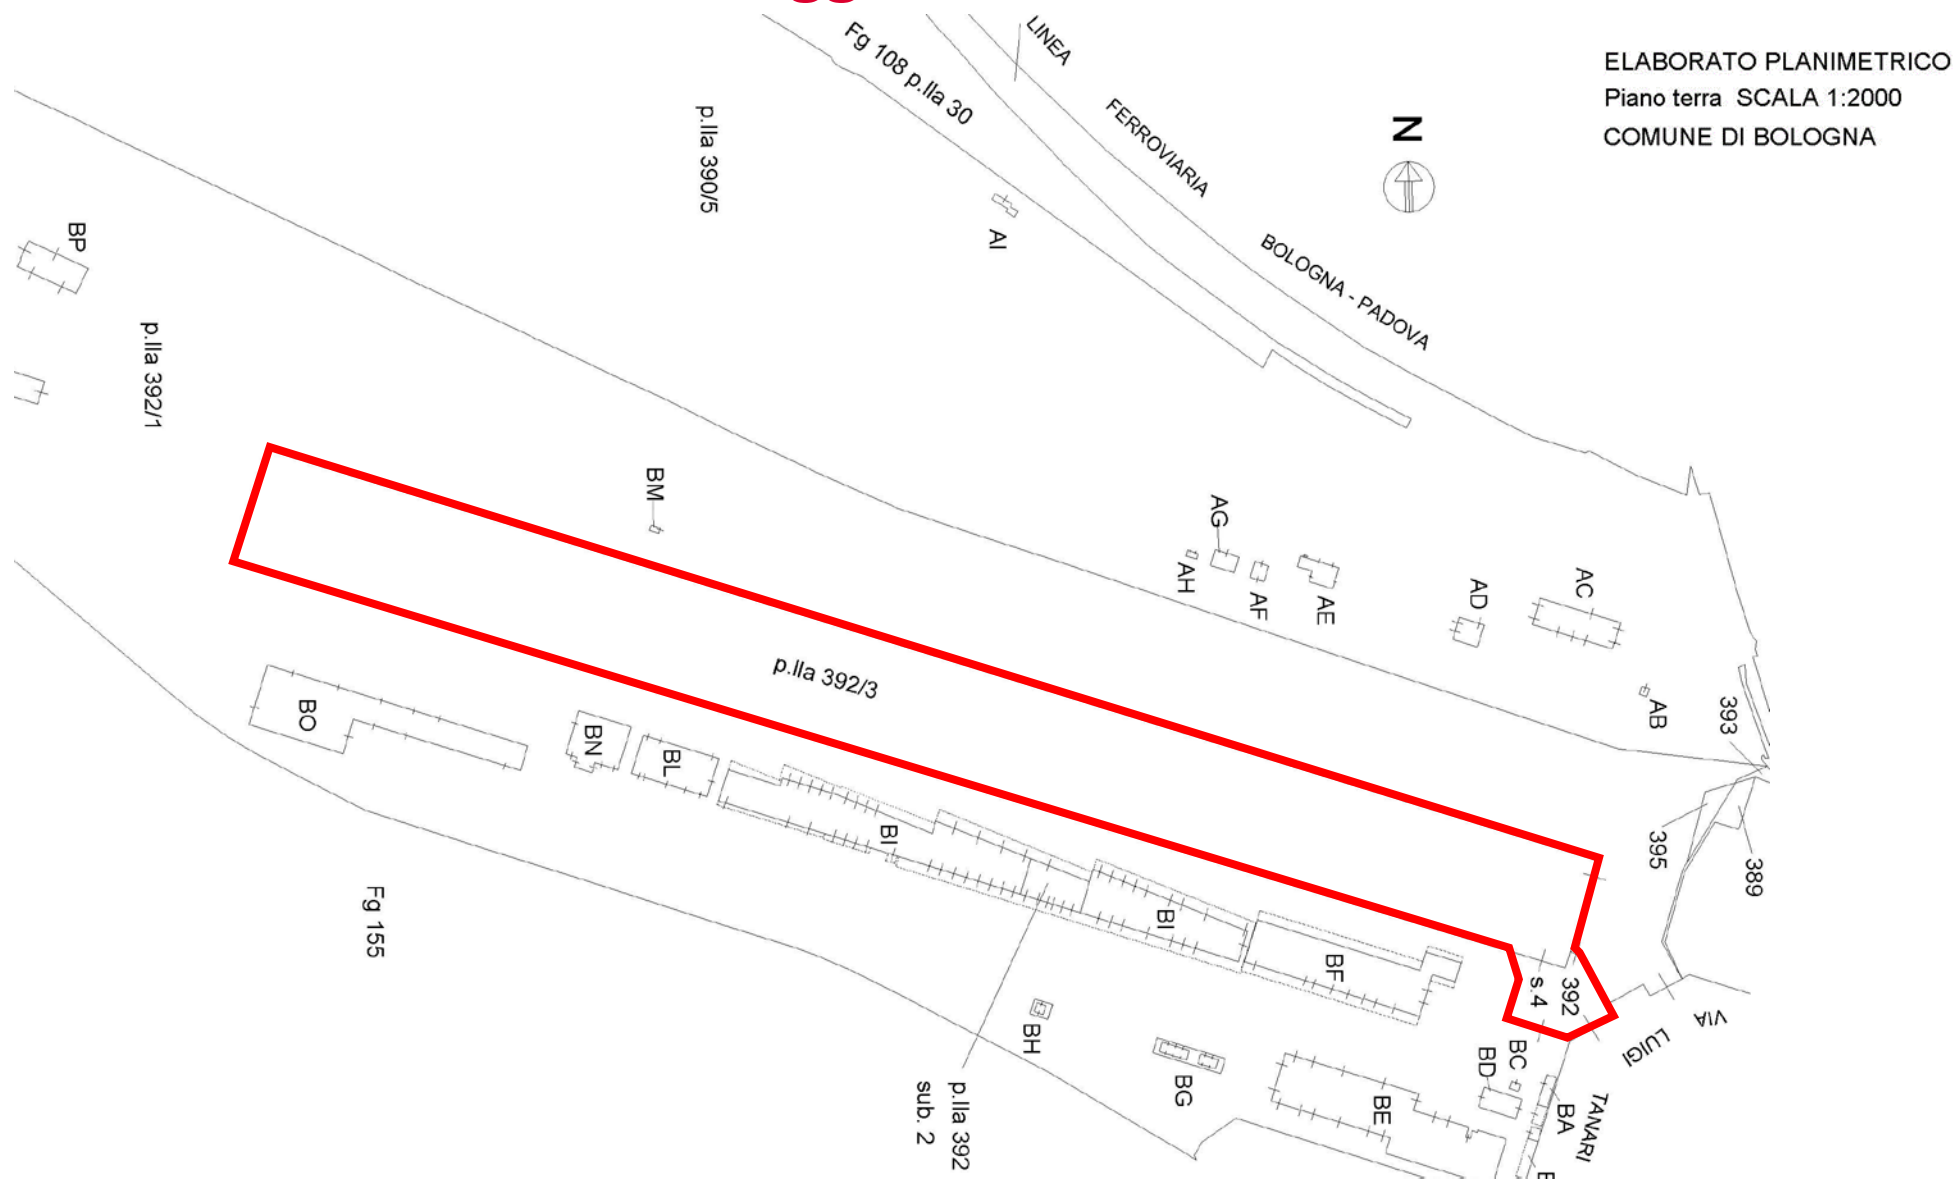 ELABORATO PLANIMETRICO
Piano terra SCALA 1:2000
COMUNE DI BOLOGNA
N
LINEA
FERROVIARIA
BOLOGNA - PADOVA
Fg 108 p.lla 30
p.lla 390/5
AI
BP
p.lla 392/1
BM
AG
AH
AF
AE
AD
AC
AB
393
395
389
p.lla 392/3
BO
BN
BL
BI
BI
BF
392
s.4
VIA
LUIGI
TANARI
Fg 155
BH
BG
BE
BD
BC
BA
p.lla 392
sub. 2